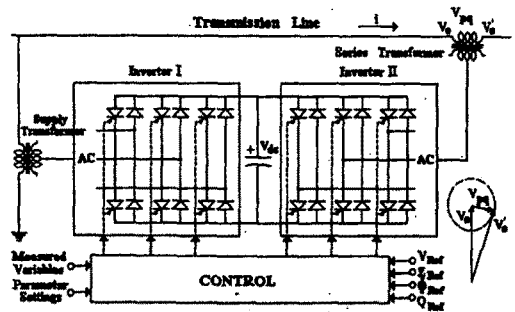 Transmission Line
i
V₀
Vpq
V₀'
Series Transformer
Inverter I
Inverter II
Supply
Transformer
AC
+
Vdc
AC
Vpq
V₀
V₀'
Measured
Variables
Parameter
Settings
CONTROL
VRef
ZRef
ΦRef
QRef